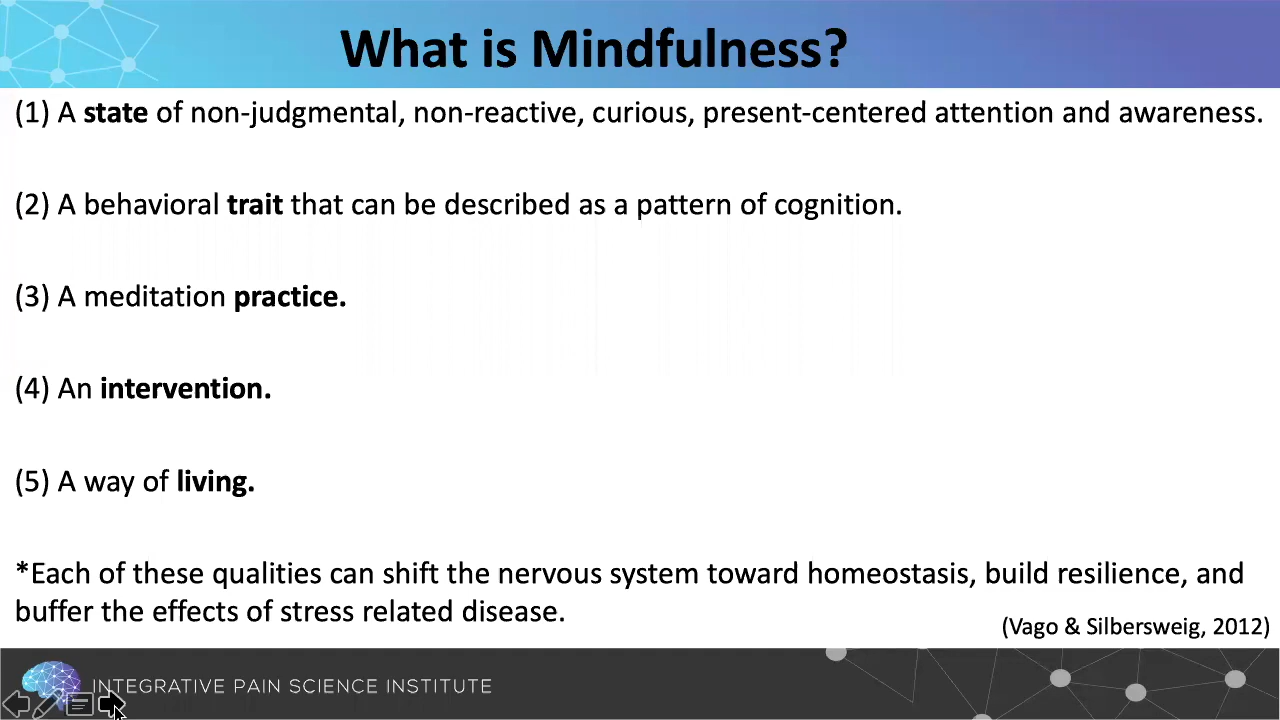 What is Mindfulness?
(1) A state of non-judgmental, non-reactive, curious, present-centered attention and awareness.
(2) A behavioral trait that can be described as a pattern of cognition.
(3) A meditation practice.
(4) An intervention.
(5) A way of living.
*Each of these qualities can shift the nervous system toward homeostasis, build resilience, and
buffer the effects of stress related disease.
(Vago & Silbersweig, 2012)
INTEGRATIVE PAIN SCIENCE INSTITUTE